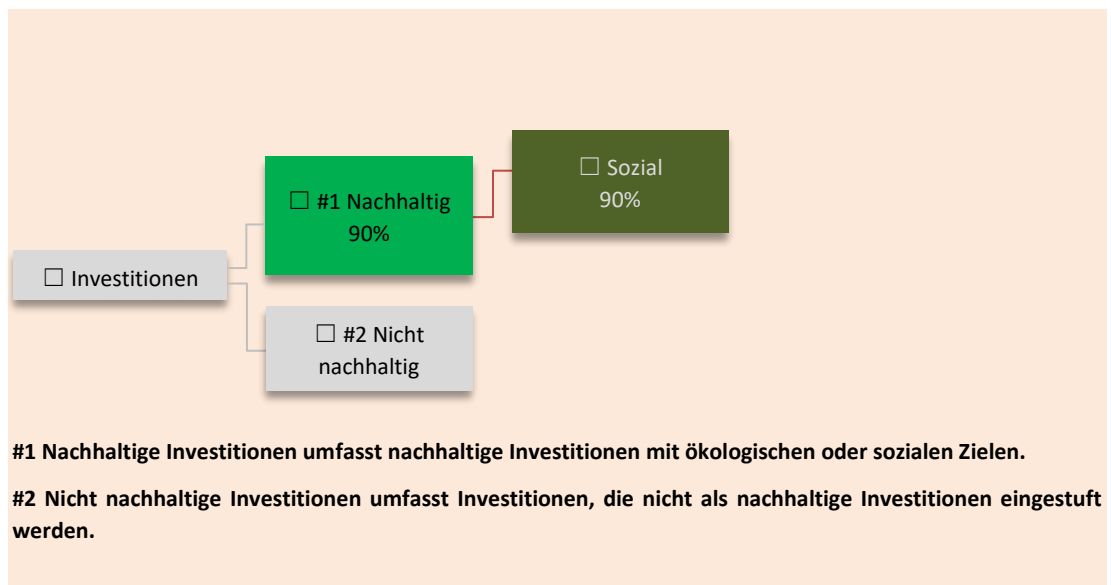 ☐ Sozial
90%
☐ #1 Nachhaltig
90%
☐ Investitionen
☐ #2 Nicht
nachhaltig
#1 Nachhaltige Investitionen umfasst nachhaltige Investitionen mit ökologischen oder sozialen Zielen.
#2 Nicht nachhaltige Investitionen umfasst Investitionen, die nicht als nachhaltige Investitionen eingestuft
werden.